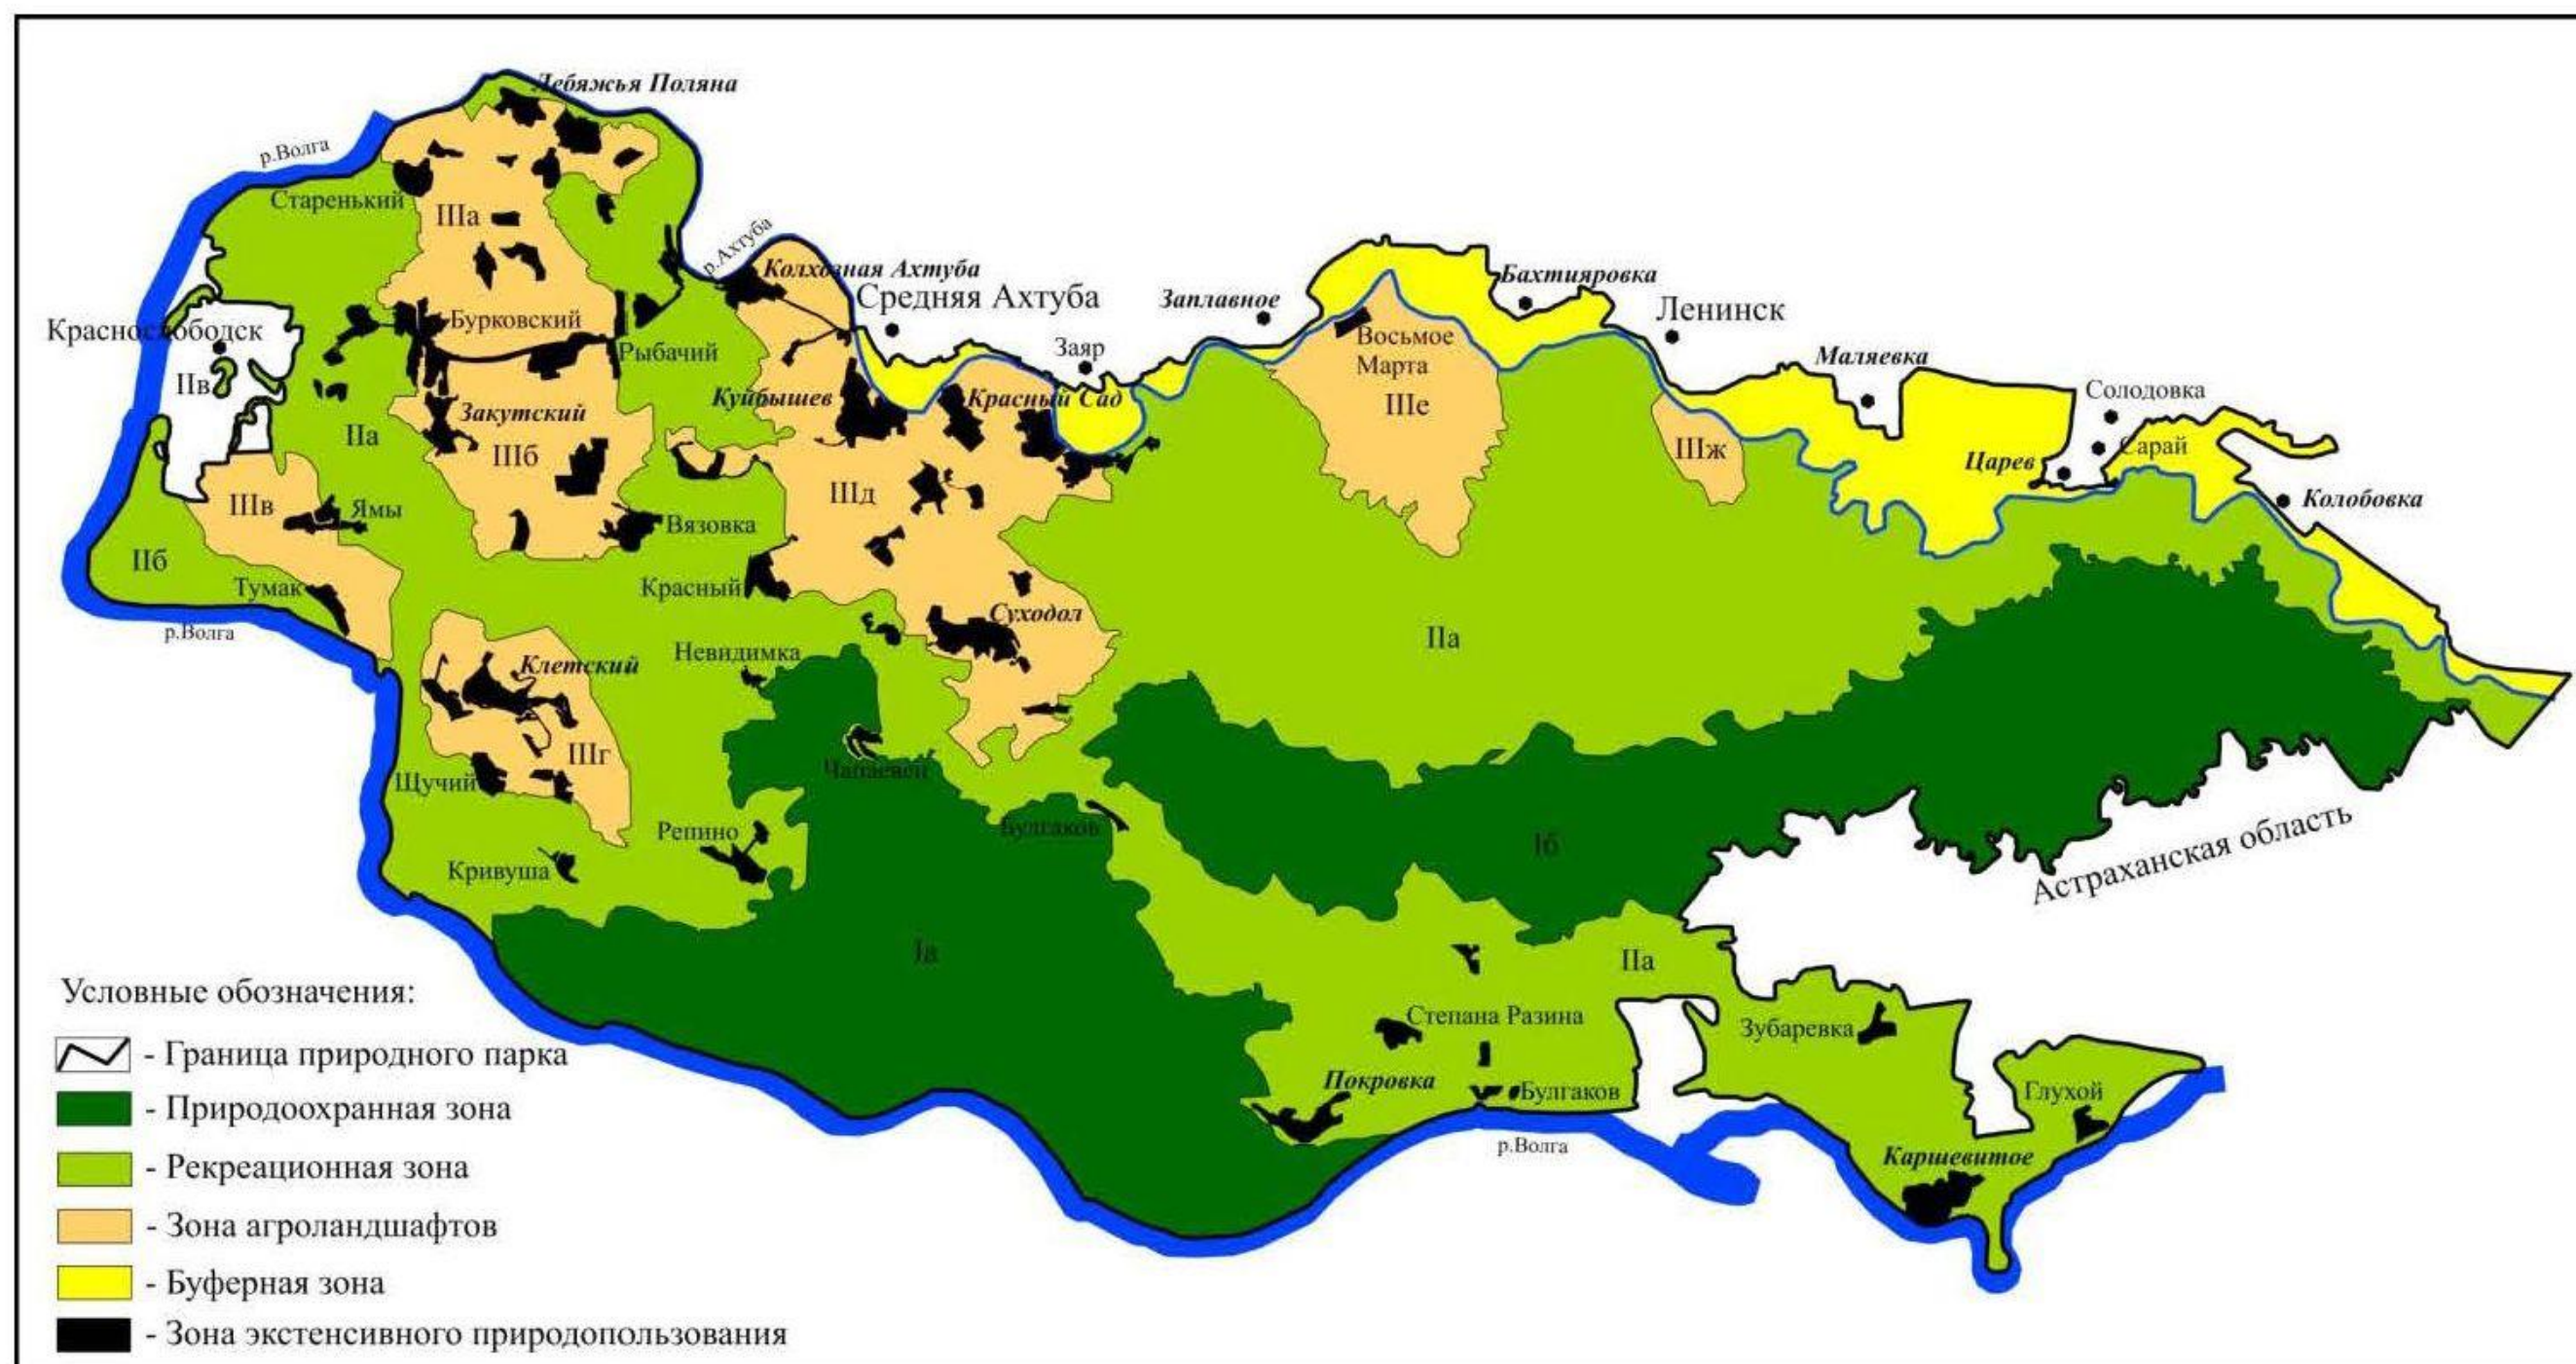 Лебяжья Поляна
р.Волга
Старенький
IIIа
р.Ахтуба
Колхозная Ахтуба
Средняя Ахтуба
Заплавное
Бахтияровка
Ленинск
Краснослободск
Бурковский
Рыбачий
Заяр
Восьмое
Марта
Маляевка
Солодовка
IIв
Закутский
Куйбышев
Красный Сад
IIIе
IIа
IIIб
IIIж
Царев
Сарай
Колобовка
IIIв
Ямы
Вязовка
IIIд
IIб
Тумак
Красный
Суходол
р.Волга
Невидимка
IIа
Клетский
IIIг
Щучий
Чапаевец
Репино
Булгаков
Iб
Астраханская область
Кривуша
Iа
IIа
Степана Разина
Зубаревка
Покровка
Булгаков
Глухой
р.Волга
Каршевитое
Условные обозначения:
- Граница природного парка
- Природоохранная зона
- Рекреационная зона
- Зона агроландшафтов
- Буферная зона
- Зона экстенсивного природопользования